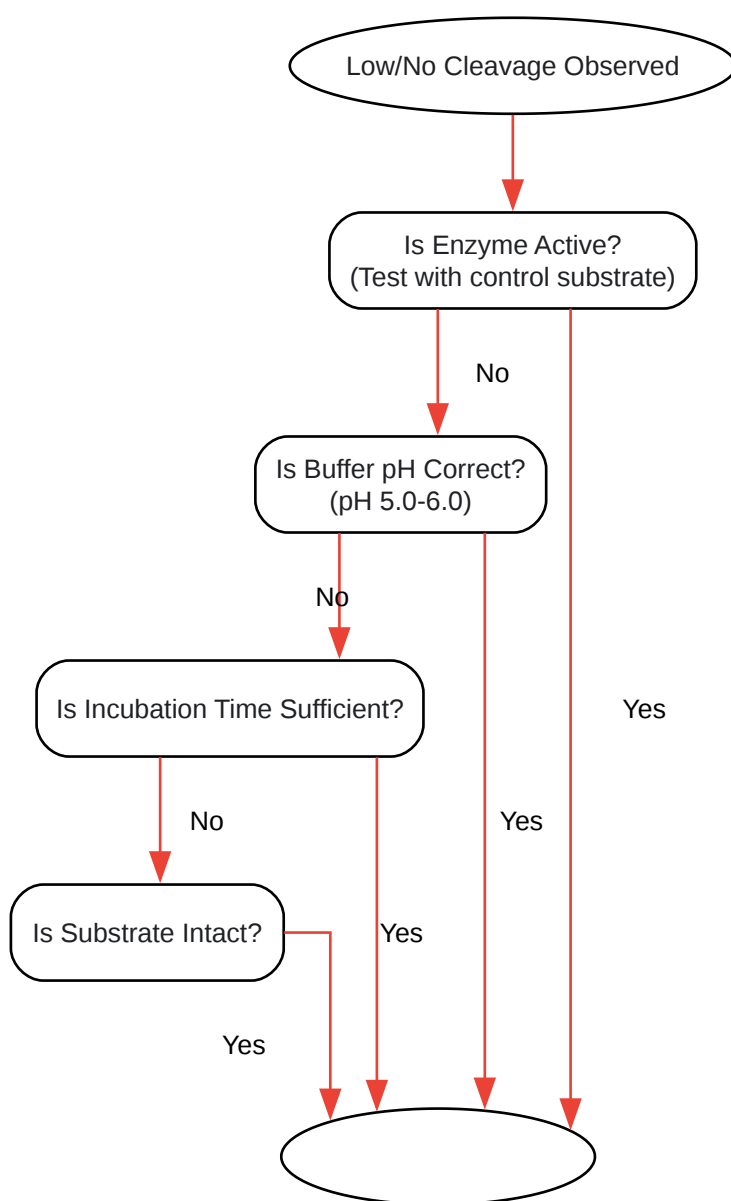 Low/No Cleavage Observed
Is Enzyme Active?
(Test with control substrate)
No
Is Buffer pH Correct?
(pH 5.0-6.0)
No
Is Incubation Time Sufficient?
Yes
No
Yes
Is Substrate Intact?
Yes
Yes